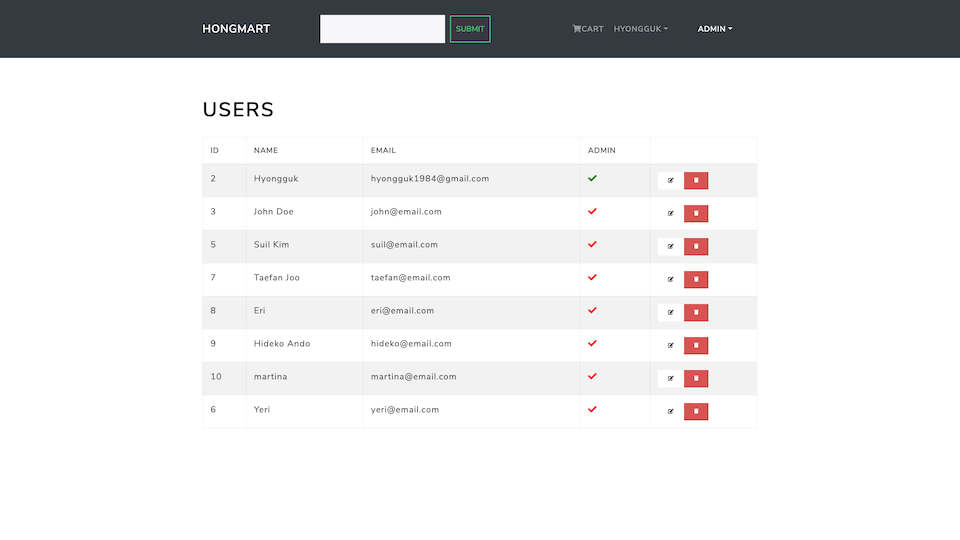 HONGMART SUBMIT CART HYONGGUK ADMIN
USERS
ID NAME EMAIL ADMIN
2 Hyongguk hyongguk1984@gmail.com
3 John Doe john@email.com
5 Suil Kim suil@email.com
7 Taefan Joo taefan@email.com
8 Eri eri@email.com
9 Hideko Ando hideko@email.com
10 martina martina@email.com
6 Yeri yeri@email.com